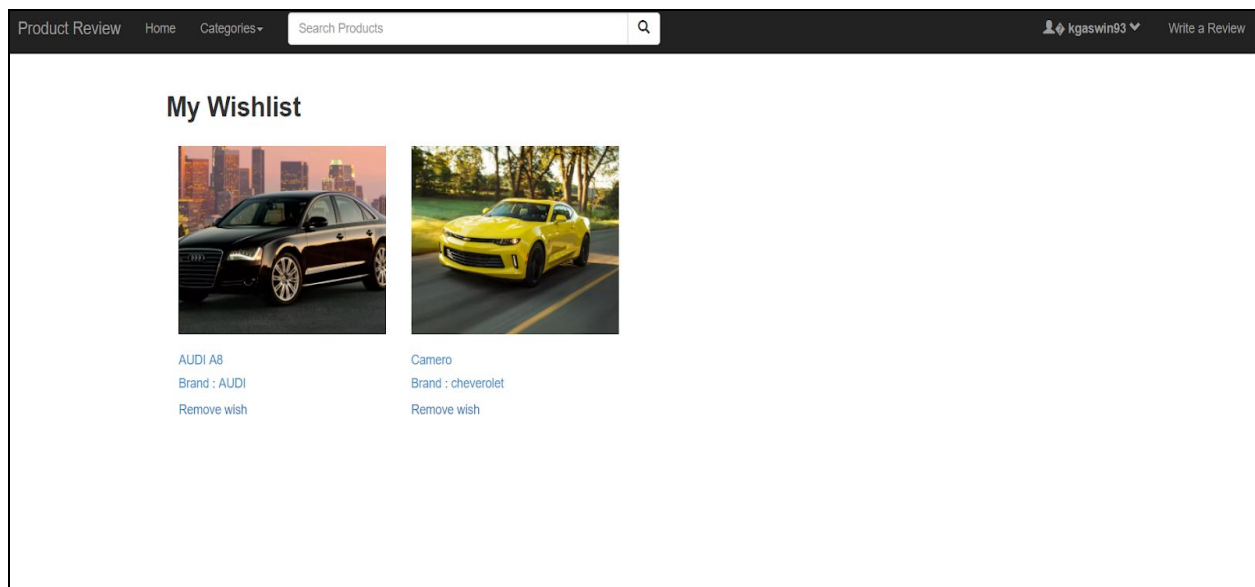 Product Review Home Categories Search Products kgaswin93 Write a Review
My Wishlist
AUDI A8 Camero
Brand : AUDI Brand : cheverolet
Remove wish Remove wish